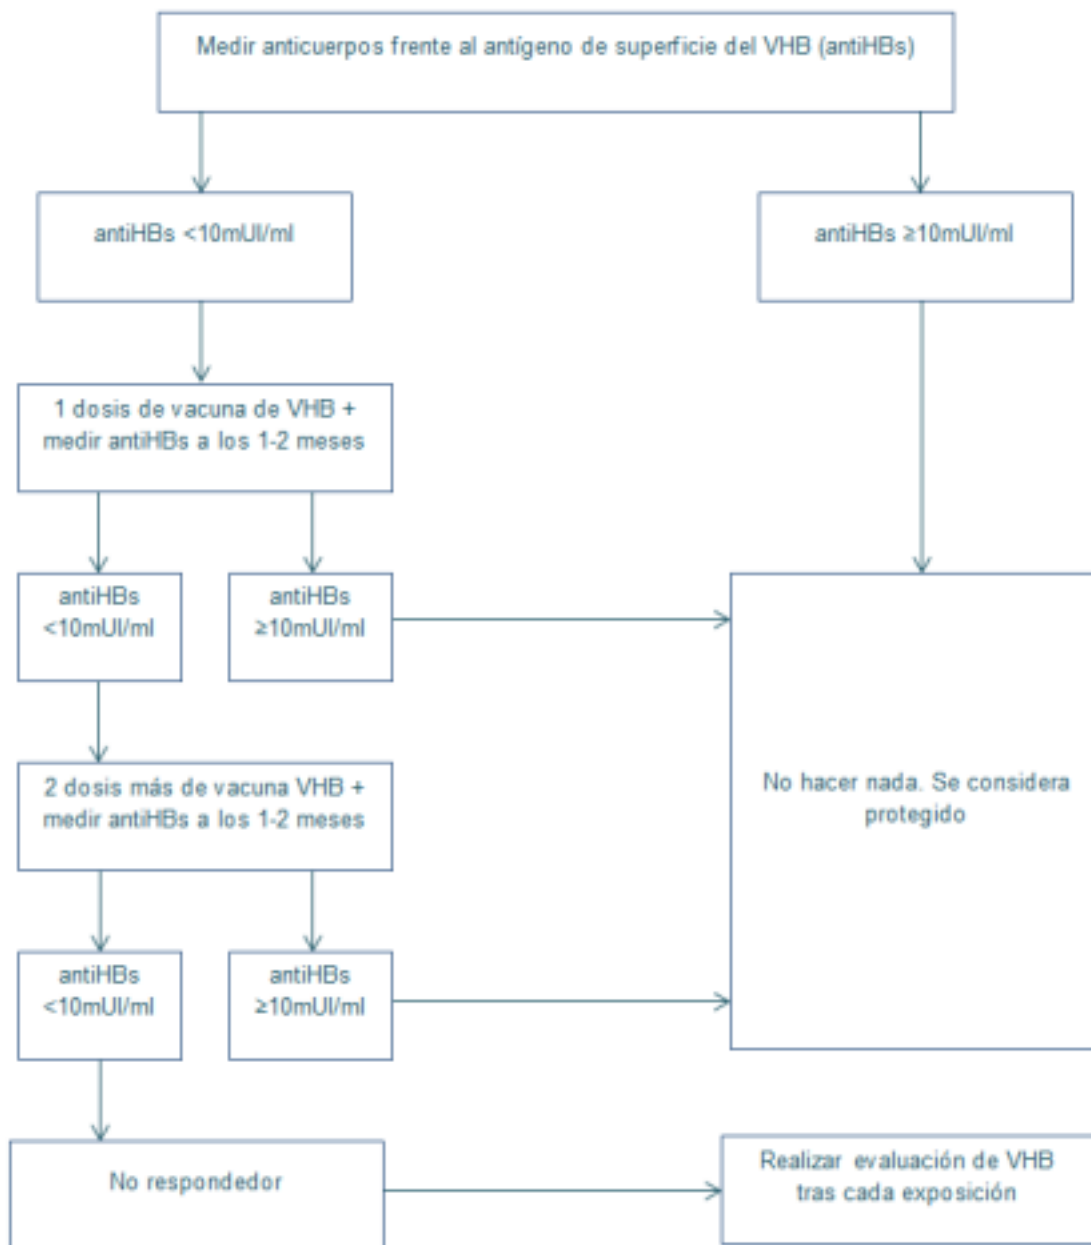 Medir anticuerpos frente al antígeno de superficie del VHB (antiHBs)
antiHBs <10mUI/ml
antiHBs ≥10mUI/ml
1 dosis de vacuna de VHB +
medir antiHBs a los 1-2 meses
antiHBs
<10mUI/ml
antiHBs
≥10mUI/ml
2 dosis más de vacuna VHB +
medir antiHBs a los 1-2 meses
No hacer nada. Se considera
protegido
antiHBs
<10mUI/ml
antiHBs
≥10mUI/ml
No respondedor
Realizar evaluación de VHB
tras cada exposición